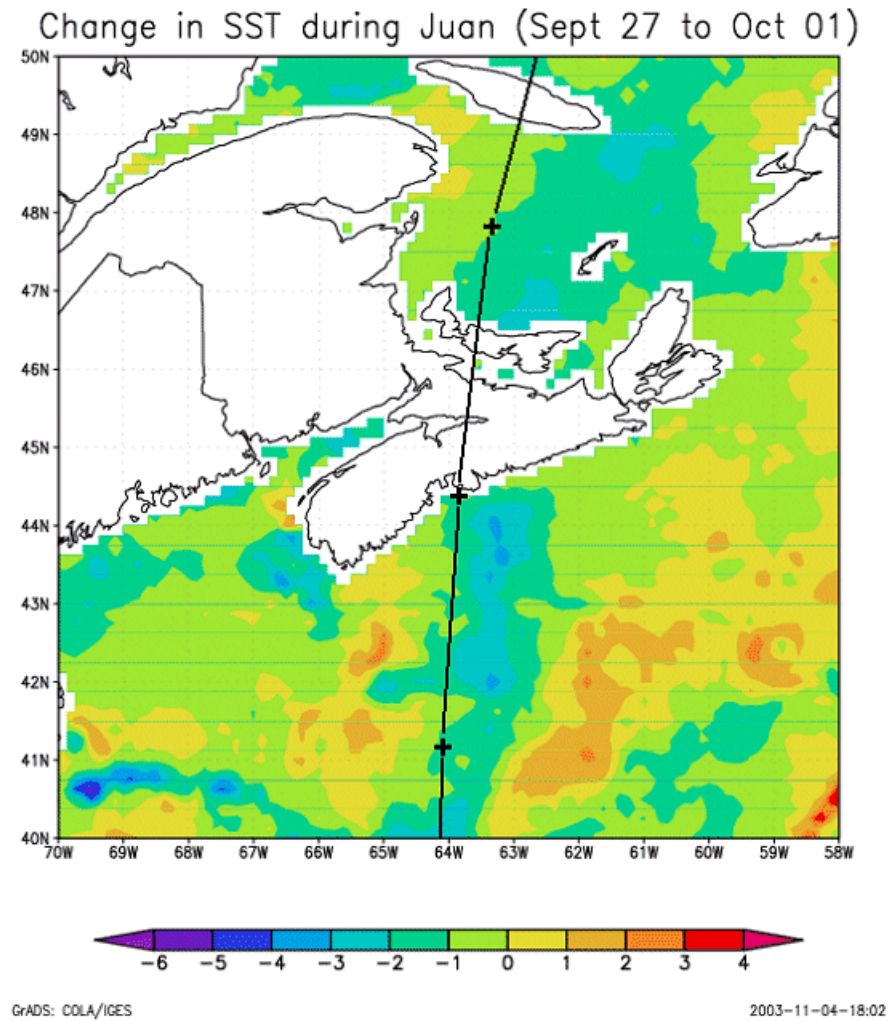 Change in SST during Juan (Sept 27 to Oct 01)
50N
49N
48N
47N
46N
45N
44N
43N
42N
41N
40N
70W 69W 68W 67W 66W 65W 64W 63W 62W 61W 60W 59W 58W
-6 -5 -4 -3 -2 -1 0 1 2 3 4
GrADS: COLA/IGES 2003-11-04-18:02